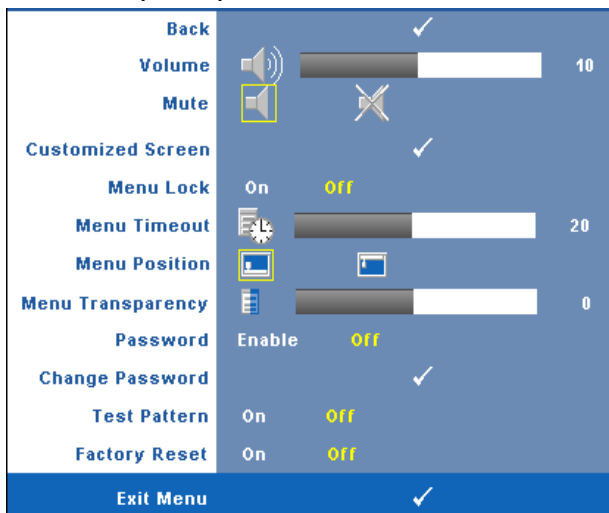 Back
Volume 10
Mute
Customized Screen
Menu Lock On Off
Menu Timeout 20
Menu Position
Menu Transparency 0
Password Enable Off
Change Password
Test Pattern On Off
Factory Reset On Off
Exit Menu